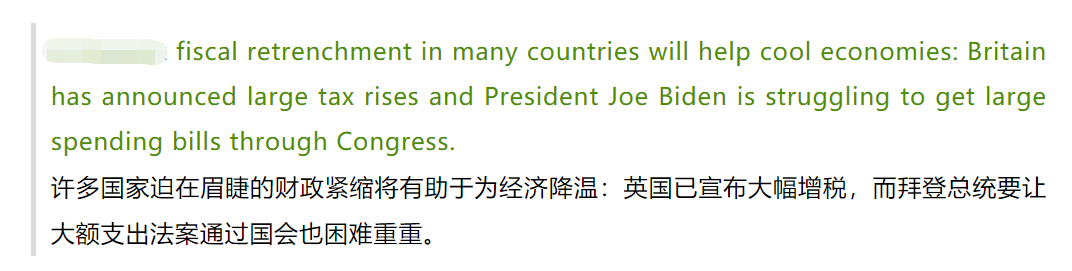 fiscal retrenchment in many countries will help cool economies: Britain
has announced large tax rises and President Joe Biden is struggling to get large
spending bills through Congress.
许多国家迫在眉睫的财政紧缩将有助于为经济降温：英国已宣布大幅增税，而拜登总统要让
大额支出法案通过国会也困难重重。